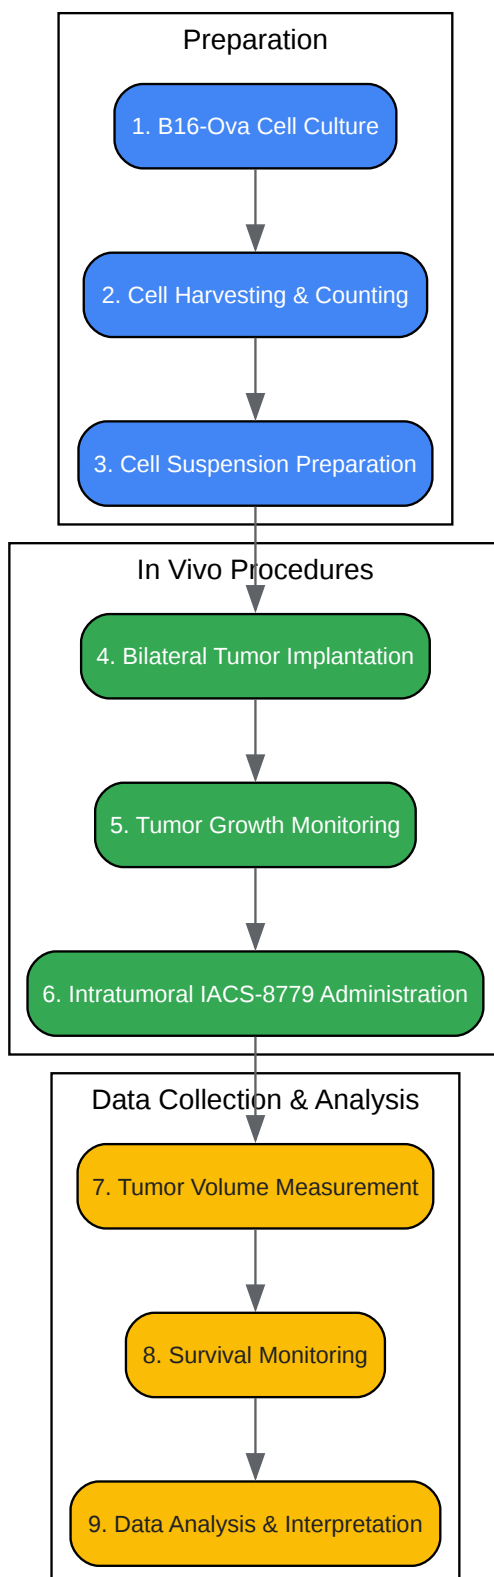 Preparation
1. B16-Ova Cell Culture
2. Cell Harvesting & Counting
3. Cell Suspension Preparation
In Vivo Procedures
4. Bilateral Tumor Implantation
5. Tumor Growth Monitoring
6. Intratumoral IACS-8779 Administration
Data Collection & Analysis
7. Tumor Volume Measurement
8. Survival Monitoring
9. Data Analysis & Interpretation